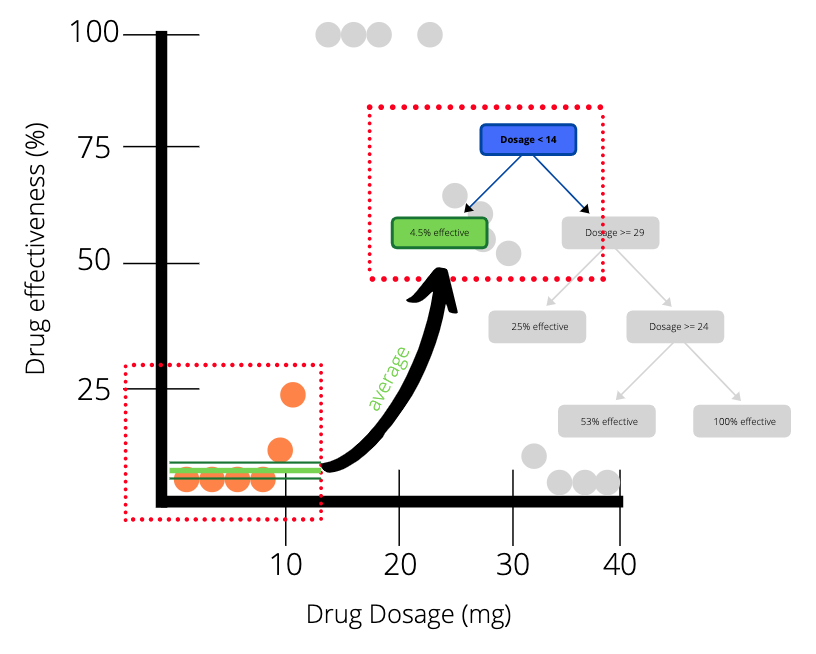 100
75
50
25
Drug effectiveness (%)
Dosage < 14
4.5% effective
Dosage >= 29
25% effective
Dosage >= 24
53% effective
100% effective
average
10
20
30
40
Drug Dosage (mg)